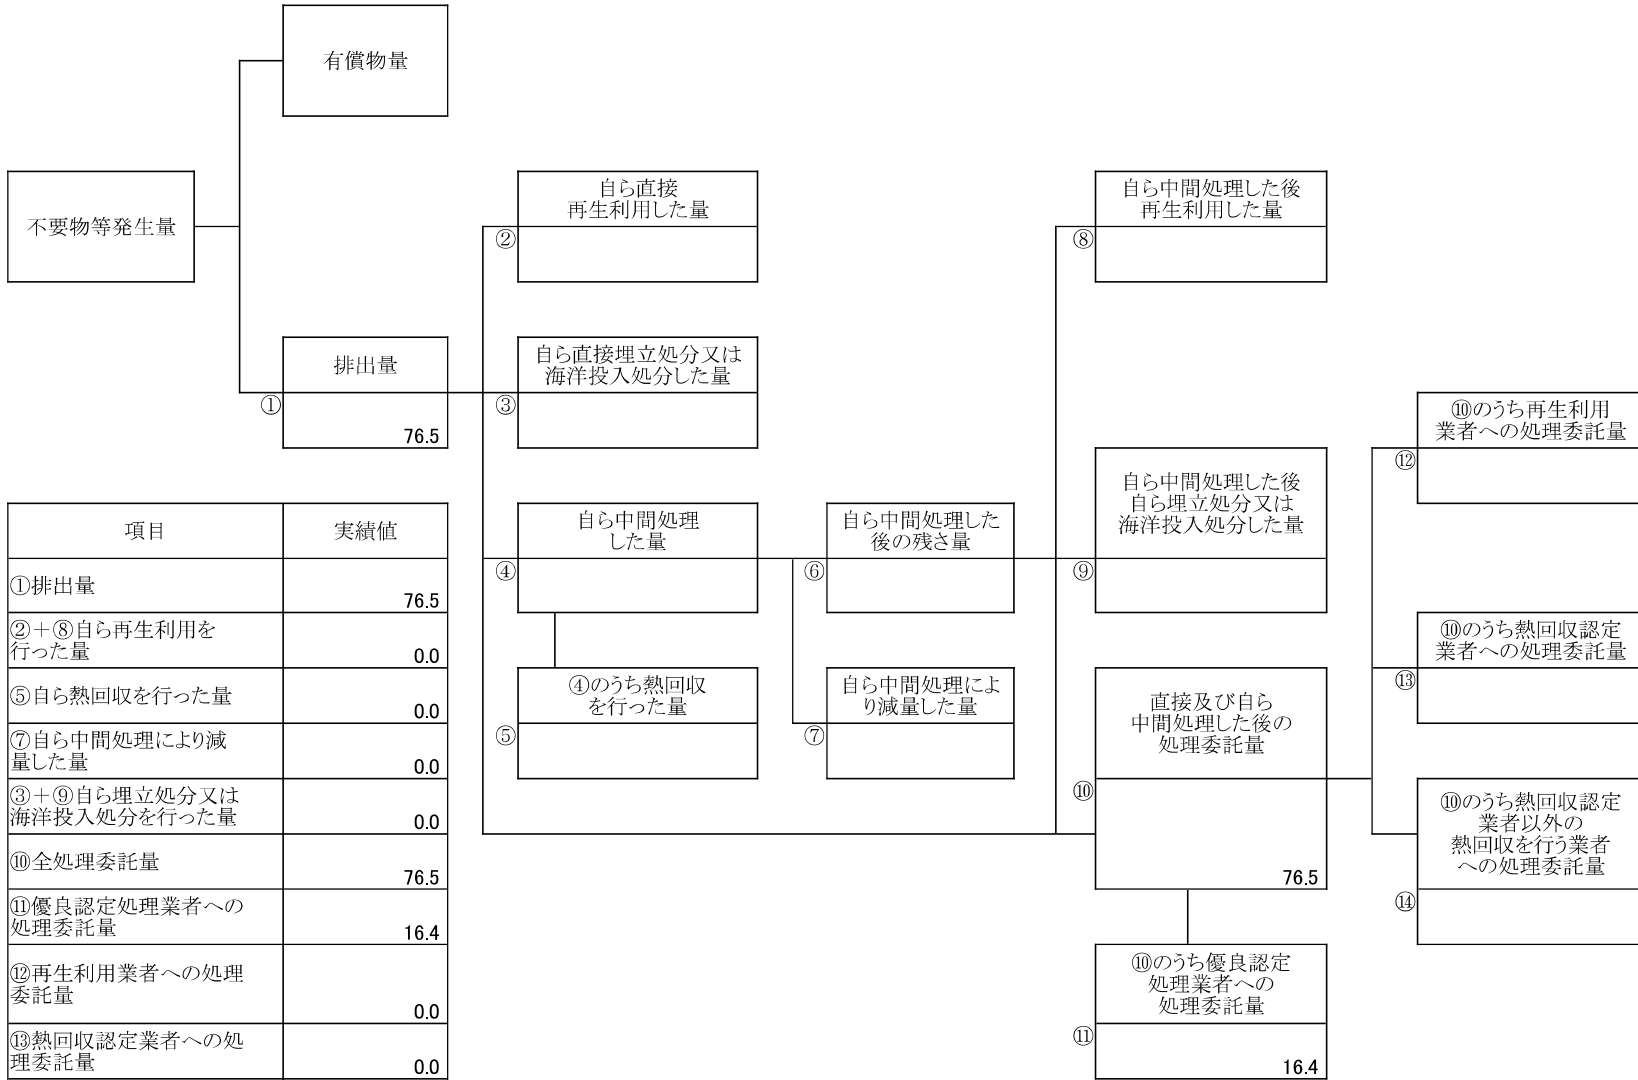 有償物量
不要物等発生量
自ら直接
再生利用した量
②
自ら中間処理した後
再生利用した量
⑧
排出量
①
76.5
自ら直接埋立処分又は
海洋投入処分した量
③
⑩のうち再生利用
業者への処理委託量
⑫
自ら中間処理
した量
④
自ら中間処理した
後の残さ量
⑥
自ら中間処理した後
自ら埋立処分又は
海洋投入処分した量
⑨
⑩のうち熱回収認定
業者への処理委託量
⑬
④のうち熱回収
を行った量
⑤
自ら中間処理によ
り減量した量
⑦
直接及び自ら
中間処理した後の
処理委託量
⑩
76.5
⑩のうち熱回収認定
業者以外の
熱回収を行う業者
への処理委託量
⑭
⑩のうち優良認定
処理業者への
処理委託量
⑪
16.4
項目 実績値
①排出量 76.5
②+⑧自ら再生利用を
行った量 0.0
⑤自ら熱回収を行った量 0.0
⑦自ら中間処理により減
量した量 0.0
③+⑨自ら埋立処分又は
海洋投入処分を行った量 0.0
⑩全処理委託量 76.5
⑪優良認定処理業者への
処理委託量 16.4
⑫再生利用業者への処理
委託量 0.0
⑬熱回収認定業者への処
理委託量 0.0